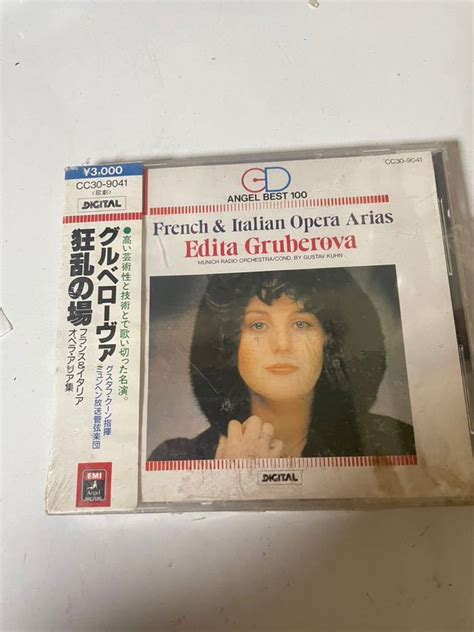 ¥3,000
CC30-9041
〈歌劇〉
DIGITAL
●高い芸術性と技術とで歌い切った名演。
グルベローヴァ
狂乱の場
グスタフ・クーン指揮
ミュンヘン放送管弦楽団
フランス&イタリア
オペラ・アリア集
EMI
Angel
DIGITAL
CD
ANGEL BEST 100
CC30-9041
French & Italian Opera Arias
Edita Gruberova
MUNICH RADIO ORCHESTRA/COND. BY GUSTAV KUHN
DIGITAL